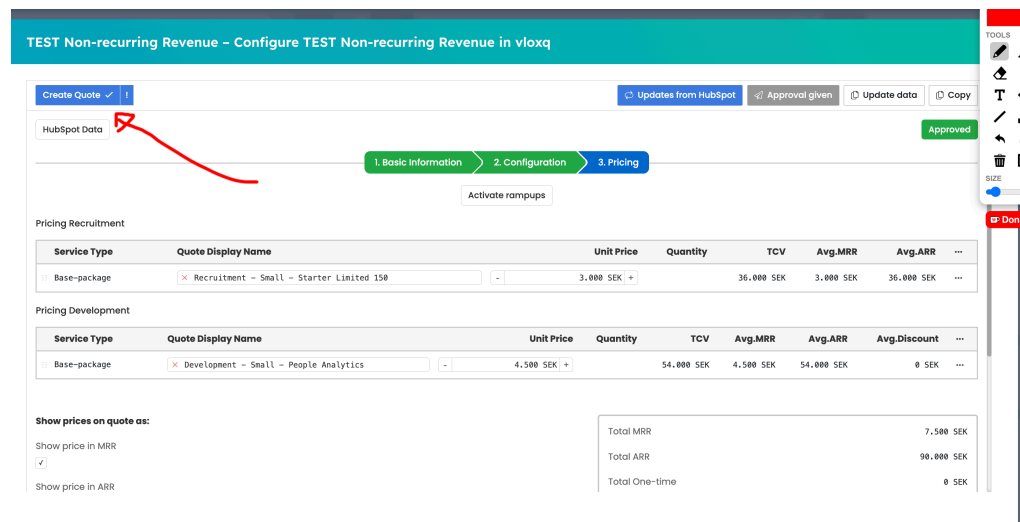 TEST Non-recurring Revenue – Configure TEST Non-recurring Revenue in vloxq
TOOLS
Create Quote ✓ !
Updates from HubSpot Approval given Update data Copy
T
HubSpot Data
Approved
1. Basic Information 2. Configuration 3. Pricing
SIZE
Activate rampups
Don
Pricing Recruitment
Service Type Quote Display Name Unit Price Quantity TCV Avg.MRR Avg.ARR ...
Base-package × Recruitment – Small – Starter Limited 150 - 3.000 SEK + 36.000 SEK 3.000 SEK 36.000 SEK ...
Pricing Development
Service Type Quote Display Name Unit Price Quantity TCV Avg.MRR Avg.ARR Avg.Discount ...
Base-package × Development – Small – People Analytics - 4.500 SEK + 54.000 SEK 4.500 SEK 54.000 SEK 0 SEK ...
Show prices on quote as:
Show price in MRR
✓
Show price in ARR
Total MRR 7.500 SEK
Total ARR 90.000 SEK
Total One-time 0 SEK